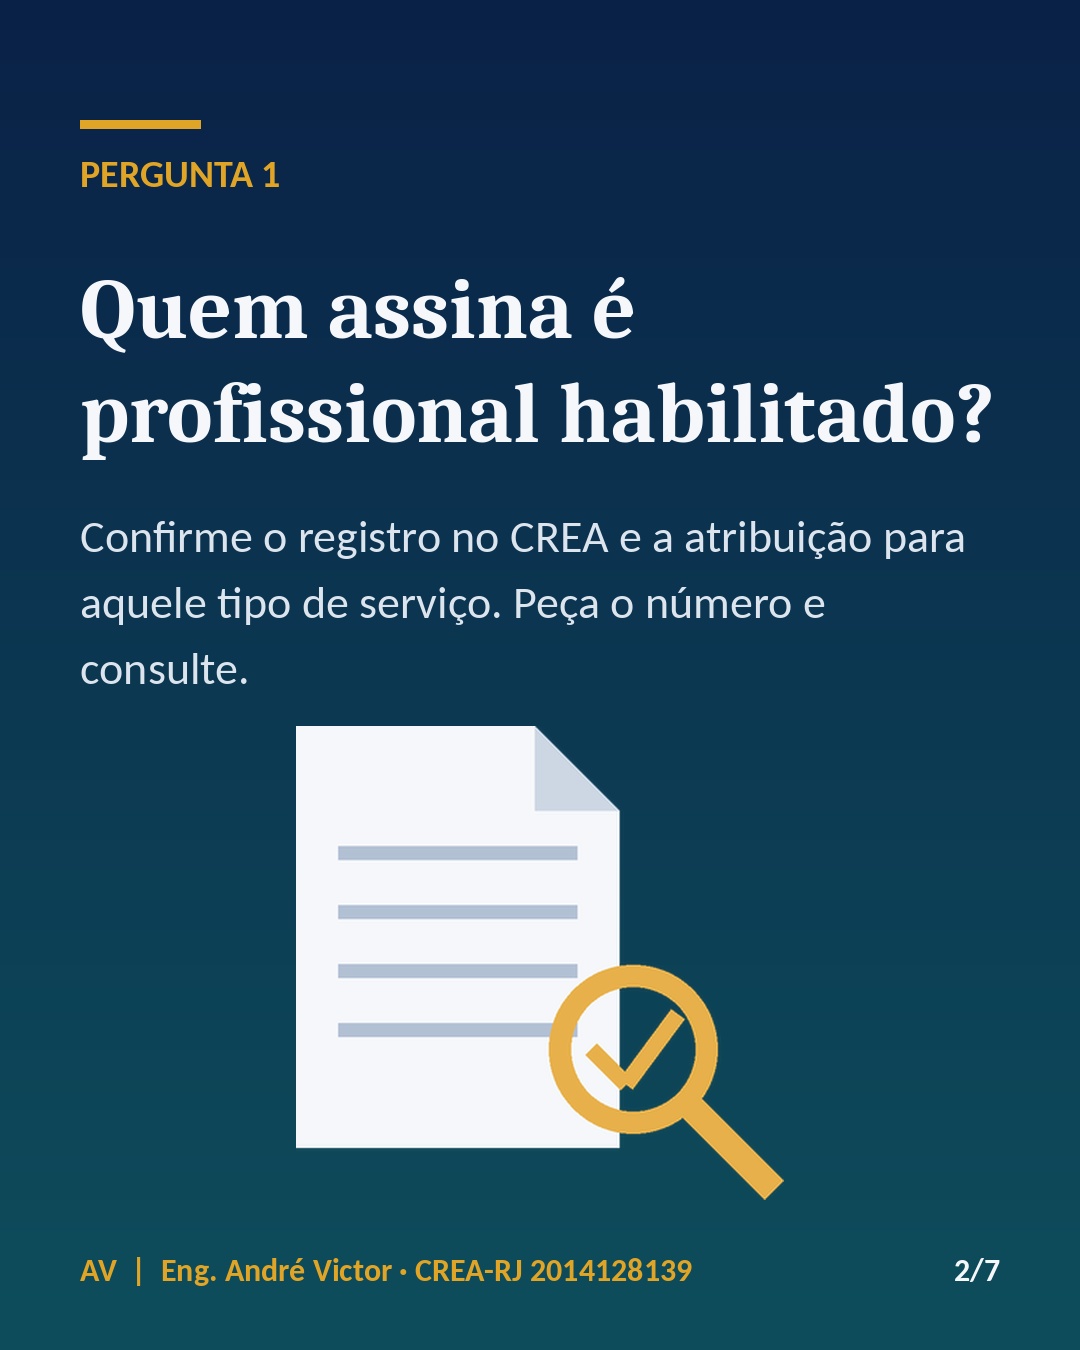 PERGUNTA 1
Quem assina é
profissional habilitado?
Confirme o registro no CREA e a atribuição para
aquele tipo de serviço. Peça o número e
consulte.
AV | Eng. André Victor · CREA-RJ 2014128139
2/7